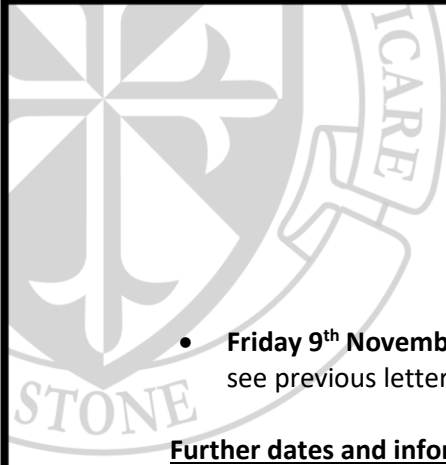 ICARE
• Friday 9th Novemb
see previous letter
STONE
Further dates and infor